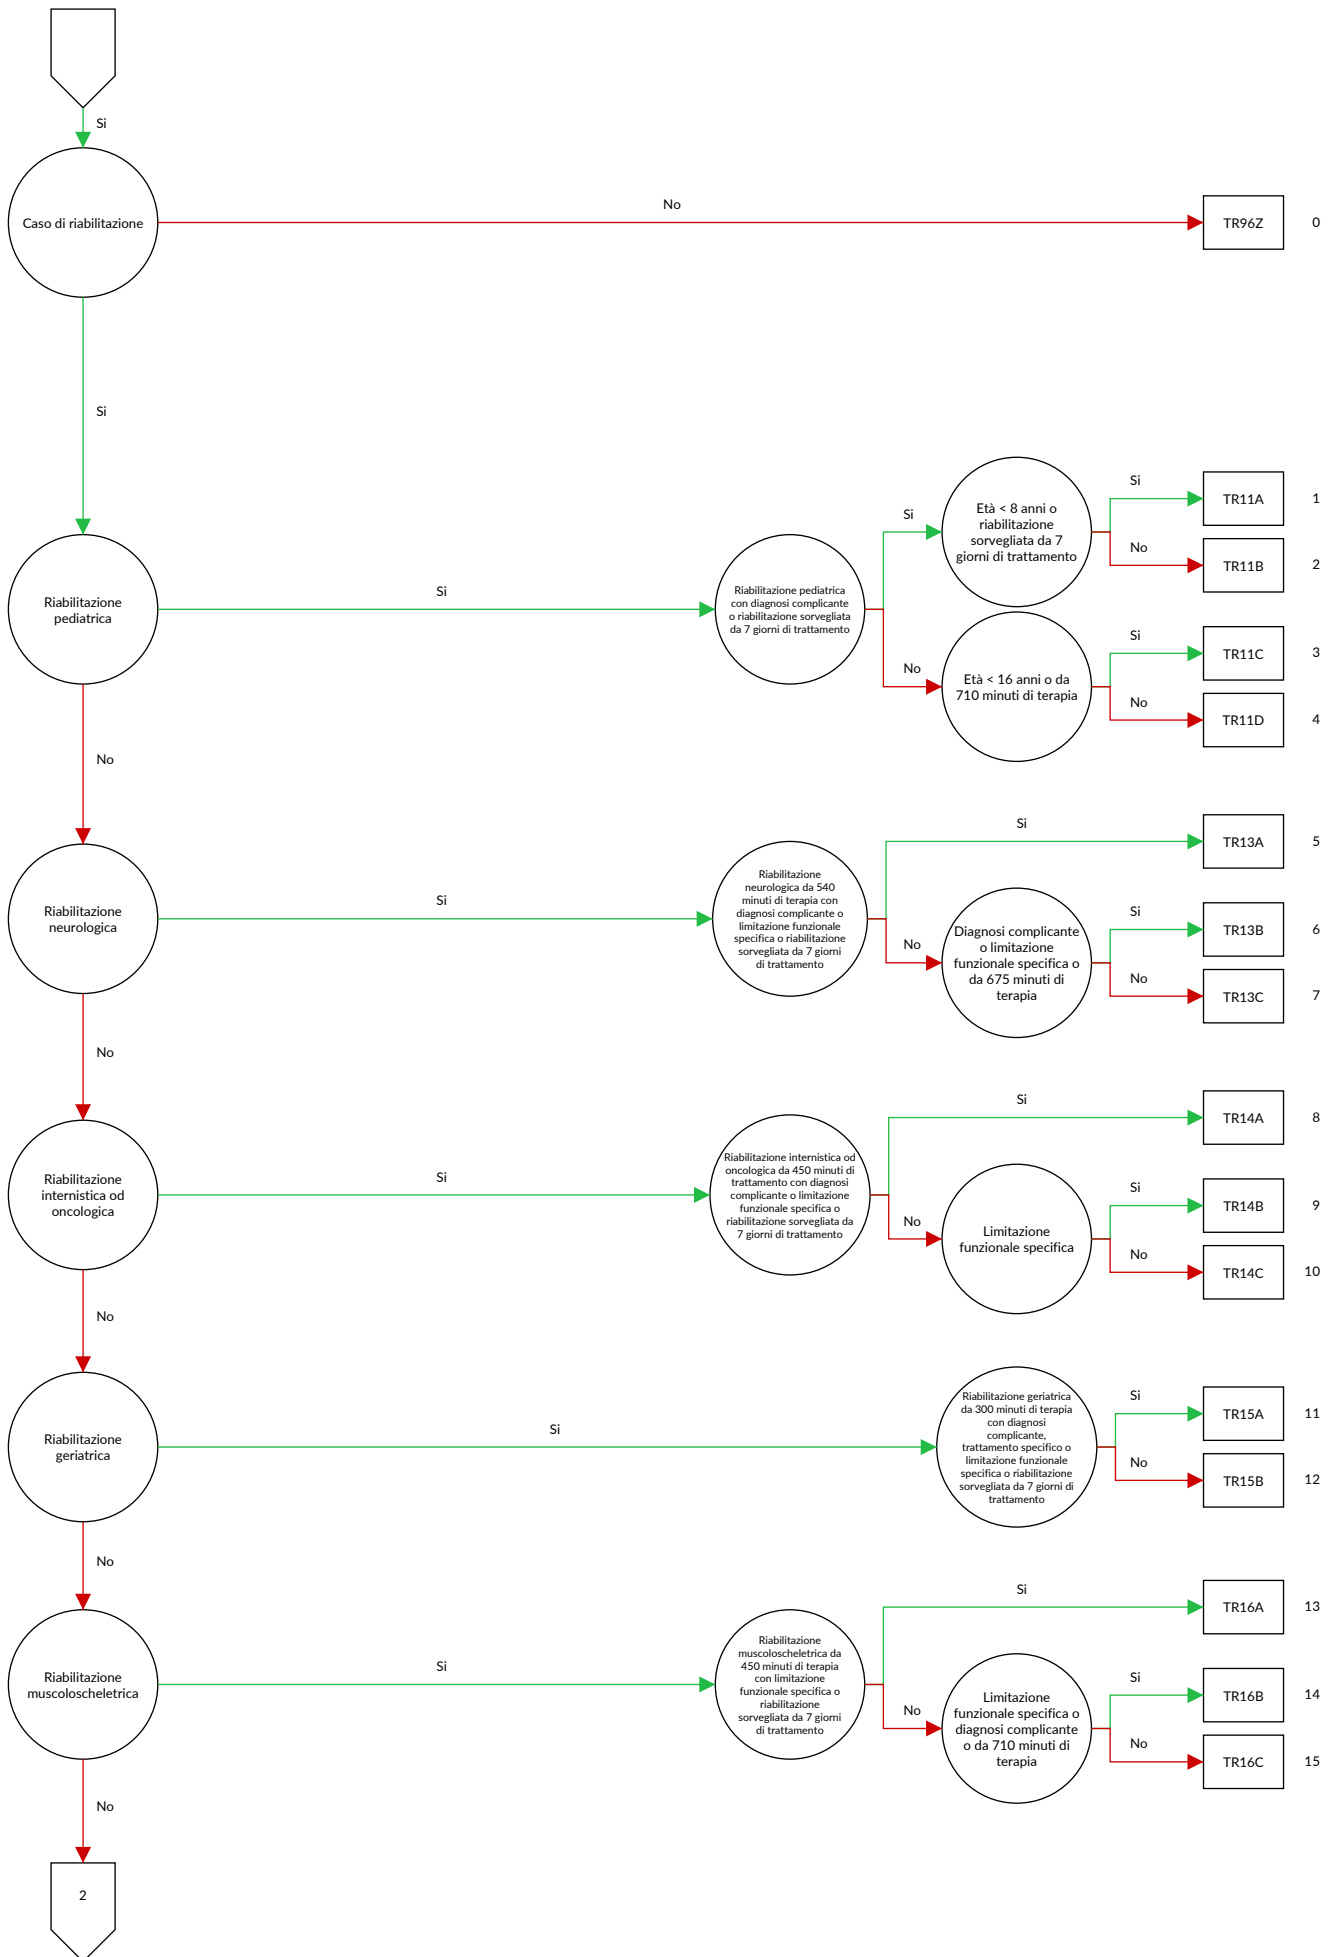 Si
Caso di riabilitazione
No
TR96Z
0
Si
Riabilitazione
pediatrica
Si
Riabilitazione pediatrica
con diagnosi complicante
o riabilitazione sorvegliata
da 7 giorni di trattamento
Si
Età < 8 anni o
riabilitazione
sorvegliata da 7
giorni di trattamento
Si
TR11A
1
No
TR11B
2
No
Età < 16 anni o da
710 minuti di terapia
Si
TR11C
3
No
TR11D
4
No
Riabilitazione
neurologica
Si
Riabilitazione
neurologica da 540
minuti di terapia con
diagnosi complicante o
limitazione funzionale
specifica o riabilitazione
sorvegliata da 7 giorni
di trattamento
Si
TR13A
5
No
Diagnosi complicante
o limitazione
funzionale specifica o
da 675 minuti di
terapia
Si
TR13B
6
No
TR13C
7
No
Riabilitazione
internistica od
oncologica
Si
Riabilitazione internistica od
oncologica da 450 minuti di
trattamento con diagnosi
complicante o limitazione
funzionale specifica o
riabilitazione sorvegliata da
7 giorni di trattamento
Si
TR14A
8
No
Limitazione
funzionale specifica
Si
TR14B
9
No
TR14C
10
No
Riabilitazione
geriatrica
Si
Riabilitazione geriatrica
da 300 minuti di terapia
con diagnosi
complicante,
trattamento specifico o
limitazione funzionale
specifica o riabilitazione
sorvegliata da 7 giorni di
trattamento
Si
TR15A
11
No
TR15B
12
No
Riabilitazione
muscoloscheletrica
Si
Riabilitazione
muscoloscheletrica da
450 minuti di terapia
con limitazione
funzionale specifica o
riabilitazione
sorvegliata da 7 giorni
di trattamento
Si
TR16A
13
No
Limitazione
funzionale specifica o
diagnosi complicante
o da 710 minuti di
terapia
Si
TR16B
14
No
TR16C
15
No
2